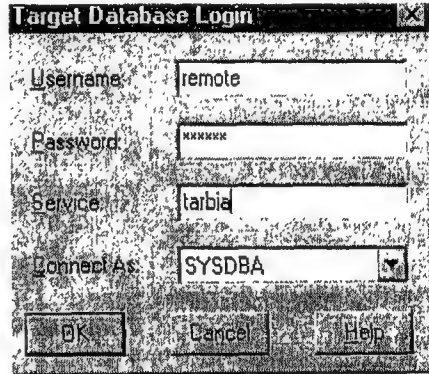 Target Database Login
Username: remote
Password: ******
Service: tarbia
Connect As: SYSDBA
OK Cancel Help